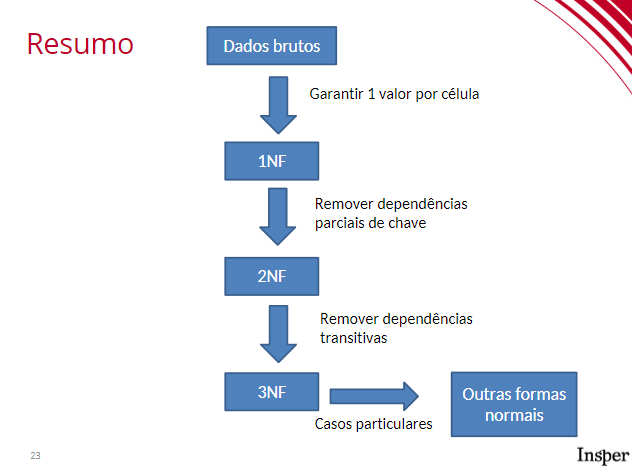 Resumo
Dados brutos
Garantir 1 valor por célula
1NF
Remover dependências
parciais de chave
2NF
Remover dependências
transitivas
3NF
Casos particulares
Outras formas
normais
23
Insper